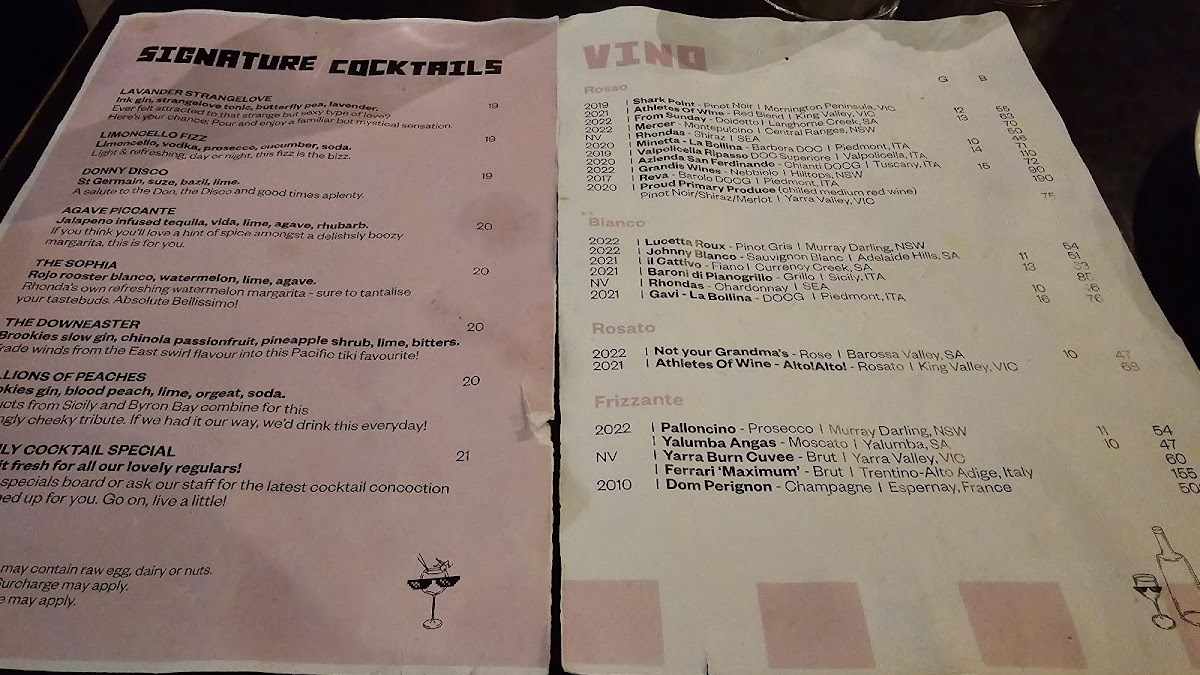 SIGNATURE COCKTAILS
LAVANDER STRANGELOVE
Ink gin, strangelove tonic, butterfly pea, lavender. 19
Ever felt attracted to that strange but sexy type of love?
Here's your chance: Pour and enjoy a familiar but mystical sensation.
LIMONCELLO FIZZ
Limoncello, vodka, prosecco, cucumber, soda. 19
Light & refreshing, day or night, this fizz is the bizz.
DONNY DISCO
St Germain, suze, bazil, lime. 19
A salute to the Don, the Disco and good times aplenty.
AGAVE PICCANTE
Jalapeno infused tequila, vida, lime, agave, rhubarb. 20
If you think you'll love a hint of spice amongst a delishsly boozy
margarita, this is for you.
THE SOPHIA
Rojo rooster blanco, watermelon, lime, agave. 20
Rhonda's own refreshing watermelon margarita - sure to tantalise
your tastebuds. Absolute Bellissimo!
THE DOWNEASTER 20
Brookies slow gin, chinola passionfruit, pineapple shrub, lime, bitters.
rade winds from the East swirl flavour into this Pacific tiki favourite!
LLIONS OF PEACHES 20
okies gin, blood peach, lime, orgeat, soda.
ucts from Sicily and Byron Bay combine for this
ngly cheeky tribute. If we had it our way, we'd drink this everyday!
ILY COCKTAIL SPECIAL 21
it fresh for all our lovely regulars!
specials board or ask our staff for the latest cocktail concoction
ed up for you. Go on, live a little!
may contain raw egg, dairy or nuts.
Surcharge may apply.
e may apply.
VINO
Rosso G B
2019 | Shark Point - Pinot Noir | Mornington Peninsula, VIC 12 55
2021 | Athletes Of Wine - Red Blend | King Valley, VIC 13 63
2022 | From Sunday - Dolcetto | Langhorne Creek, SA 70
2022 | Mercer - Montepulcino | Central Ranges, NSW 50
NV | Rhondas - Shiraz | SEA 10
2020 | Minetta - La Bollina - Barbera DOC | Piedmont, ITA 14
2019 | Valpolicella Ripasso DOC Superiore | Valpolicella, ITA 110
2020 | Azienda San Ferdinando - Chianti DOCG | Tuscany, ITA 15 72
2022 | Grandis Wines - Nebbiolo | Hilltops, NSW 90
2017 | Reva - Barolo DOCG | Piedmont, ITA 190
2020 | Proud Primary Produce (chilled medium red wine)
Pinot Noir/Shiraz/Merlot | Yarra Valley, VIC 75
Bianco
2022 | Lucetta Roux - Pinot Gris | Murray Darling, NSW 54
2022 | Johnny Blanco - Sauvignon Blanc | Adelaide Hills, SA 11 51
2021 | Il Cattivo - Fiano | Currency Creek, SA 13
2021 | Baroni di Pianogrillo - Grillo | Sicily, ITA 85
NV | Rhondas - Chardonnay | SEA 10
2021 | Gavi - La Bollina - DOCG | Piedmont, ITA 16 76
Rosato
2022 | Not your Grandma's - Rose | Barossa Valley, SA 10 47
2021 | Athletes Of Wine - Alto!Alto! - Rosato | King Valley, VIC 69
Frizzante
2022 | Palloncino - Prosecco | Murray Darling, NSW 11 54
| Yalumba Angas - Moscato | Yalumba, SA 10 47
NV | Yarra Burn Cuvee - Brut | Yarra Valley, VIC 60
| Ferrari 'Maximum' - Brut | Trentino-Alto Adige, Italy 155
2010 | Dom Perignon - Champagne | Espernay, France 50